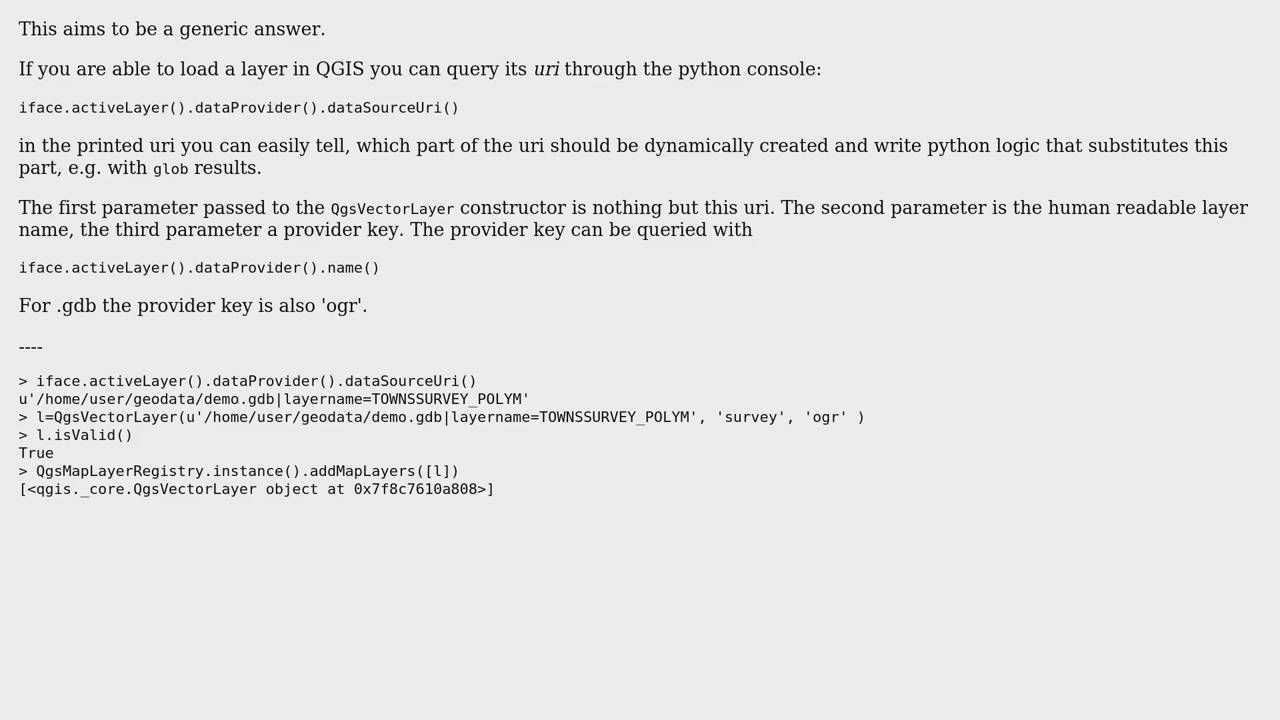 This aims to be a generic answer.
If you are able to load a layer in QGIS you can query its uri through the python console:
iface.activeLayer().dataProvider().dataSourceUri()
in the printed uri you can easily tell, which part of the uri should be dynamically created and write python logic that substitutes this
part, e.g. with glob results.
The first parameter passed to the QgsVectorLayer constructor is nothing but this uri. The second parameter is the human readable layer
name, the third parameter a provider key. The provider key can be queried with
iface.activeLayer().dataProvider().name()
For .gdb the provider key is also 'ogr'.
----
> iface.activeLayer().dataProvider().dataSourceUri()
u'/home/user/geodata/demo.gdb|layername=TOWNSSURVEY_POLYM'
> l=QgsVectorLayer(u'/home/user/geodata/demo.gdb|layername=TOWNSSURVEY_POLYM', 'survey', 'ogr' )
> l.isValid()
True
> QgsMapLayerRegistry.instance().addMapLayers([l])
[<qgis._core.QgsVectorLayer object at 0x7f8c7610a808>]